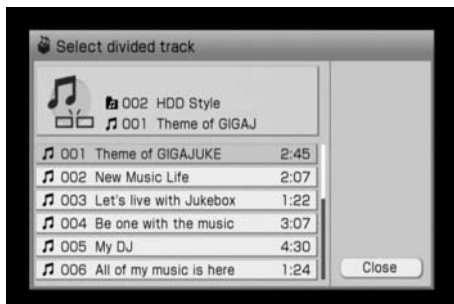 Select divided track
002 HDD Style
001 Theme of GIGAJ
001 Theme of GIGAJUKE 2:45
002 New Music Life 2:07
003 Let's live with Jukebox 1:22
004 Be one with the music 3:07
005 My DJ 4:30
006 All of my music is here 1:24
Close